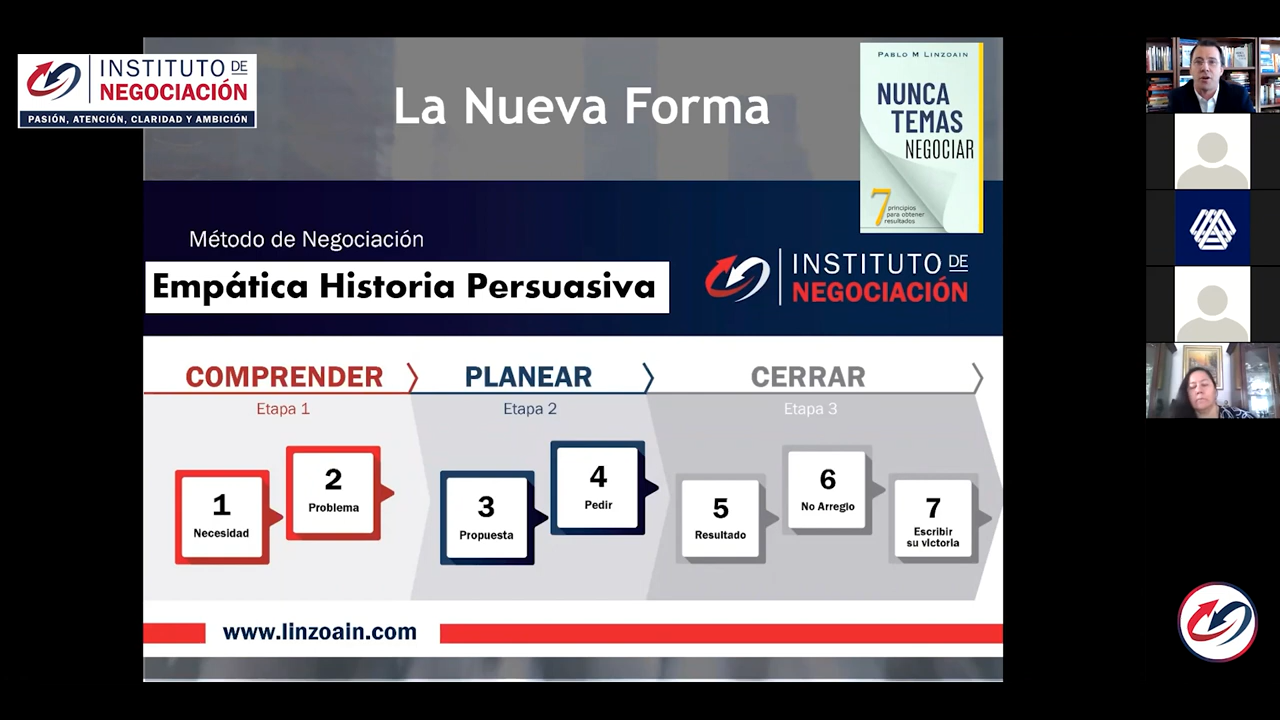 INSTITUTO DE
NEGOCIACIÓN
PASIÓN, ATENCIÓN, CLARIDAD Y AMBICIÓN
La Nueva Forma
PABLO M LINZOAIN
NUNCA
TEMAS
NEGOCIAR
7
principios
para obtener
resultados
Método de Negociación
Empática Historia Persuasiva
INSTITUTO DE
NEGOCIACIÓN
COMPRENDER
PLANEAR
CERRAR
Etapa 1
Etapa 2
Etapa 3
1
Necesidad
2
Problema
3
Propuesta
4
Pedir
5
Resultado
6
No Arreglo
7
Escribir
su victoria
www.linzoain.com